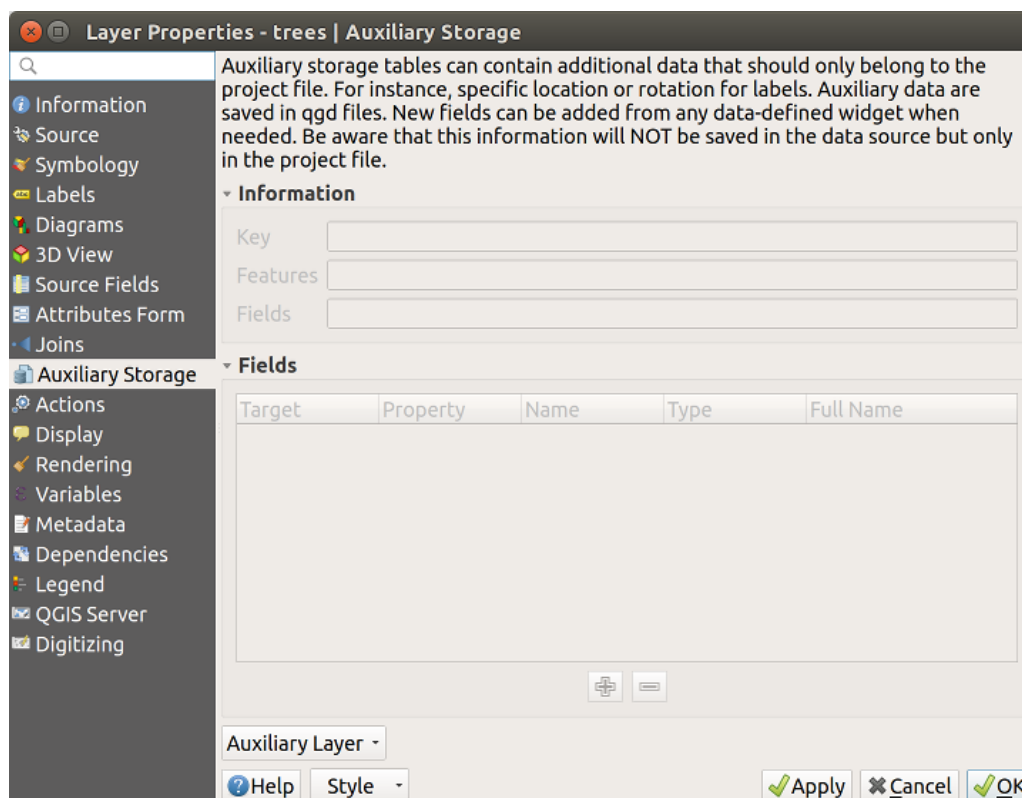 Layer Properties - trees | Auxiliary Storage
Information
Source
Symbology
Labels
Diagrams
3D View
Source Fields
Attributes Form
Joins
Auxiliary Storage
Actions
Display
Rendering
Variables
Metadata
Dependencies
Legend
QGIS Server
Digitizing
Auxiliary storage tables can contain additional data that should only belong to the
project file. For instance, specific location or rotation for labels. Auxiliary data are
saved in qgd files. New fields can be added from any data-defined widget when
needed. Be aware that this information will NOT be saved in the data source but only
in the project file.
Information
Key
Features
Fields
Fields
Target Property Name Type Full Name
Auxiliary Layer
Help Style Apply Cancel OK